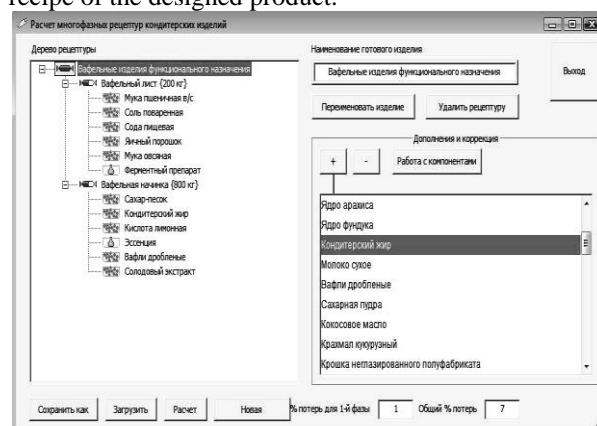 recipe of the designed product.
Расчет многофазных рецептур кондитерских изделий
Дерево рецептуры
Вафельные изделия функционального назначения
Вафельный лист {200 кг}
Мука пшеничная в/с
Соль поваренная
Сода пищевая
Яичный порошок
Мука овсяная
Ферментный препарат
Вафельная начинка {800 кг}
Сахар-песок
Кондитерский жир
Кислота лимонная
Эссенция
Вафли дробленые
Солодовый экстракт
Наименование готового изделия
Вафельные изделия функционального назначения
Выход
Переименовать изделие
Удалить рецептуру
Дополнения и коррекция
+
-
Работа с компонентами
Ядро арахиса
Ядро фундука
Кондитерский жир
Молоко сухое
Вафли дробленые
Сахарная пудра
Кокосовое масло
Крахмал кукурузный
Крошка неглазированного полуфабриката
Сохранить как
Загрузить
Расчет
Новая
% потерь для 1-й фазы
1
Общий % потерь
7